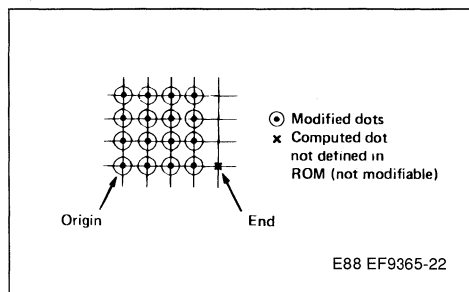 Modified dots
Computed dot
not defined in
ROM (not modifiable)
Origin
End
E88 EF9365-22